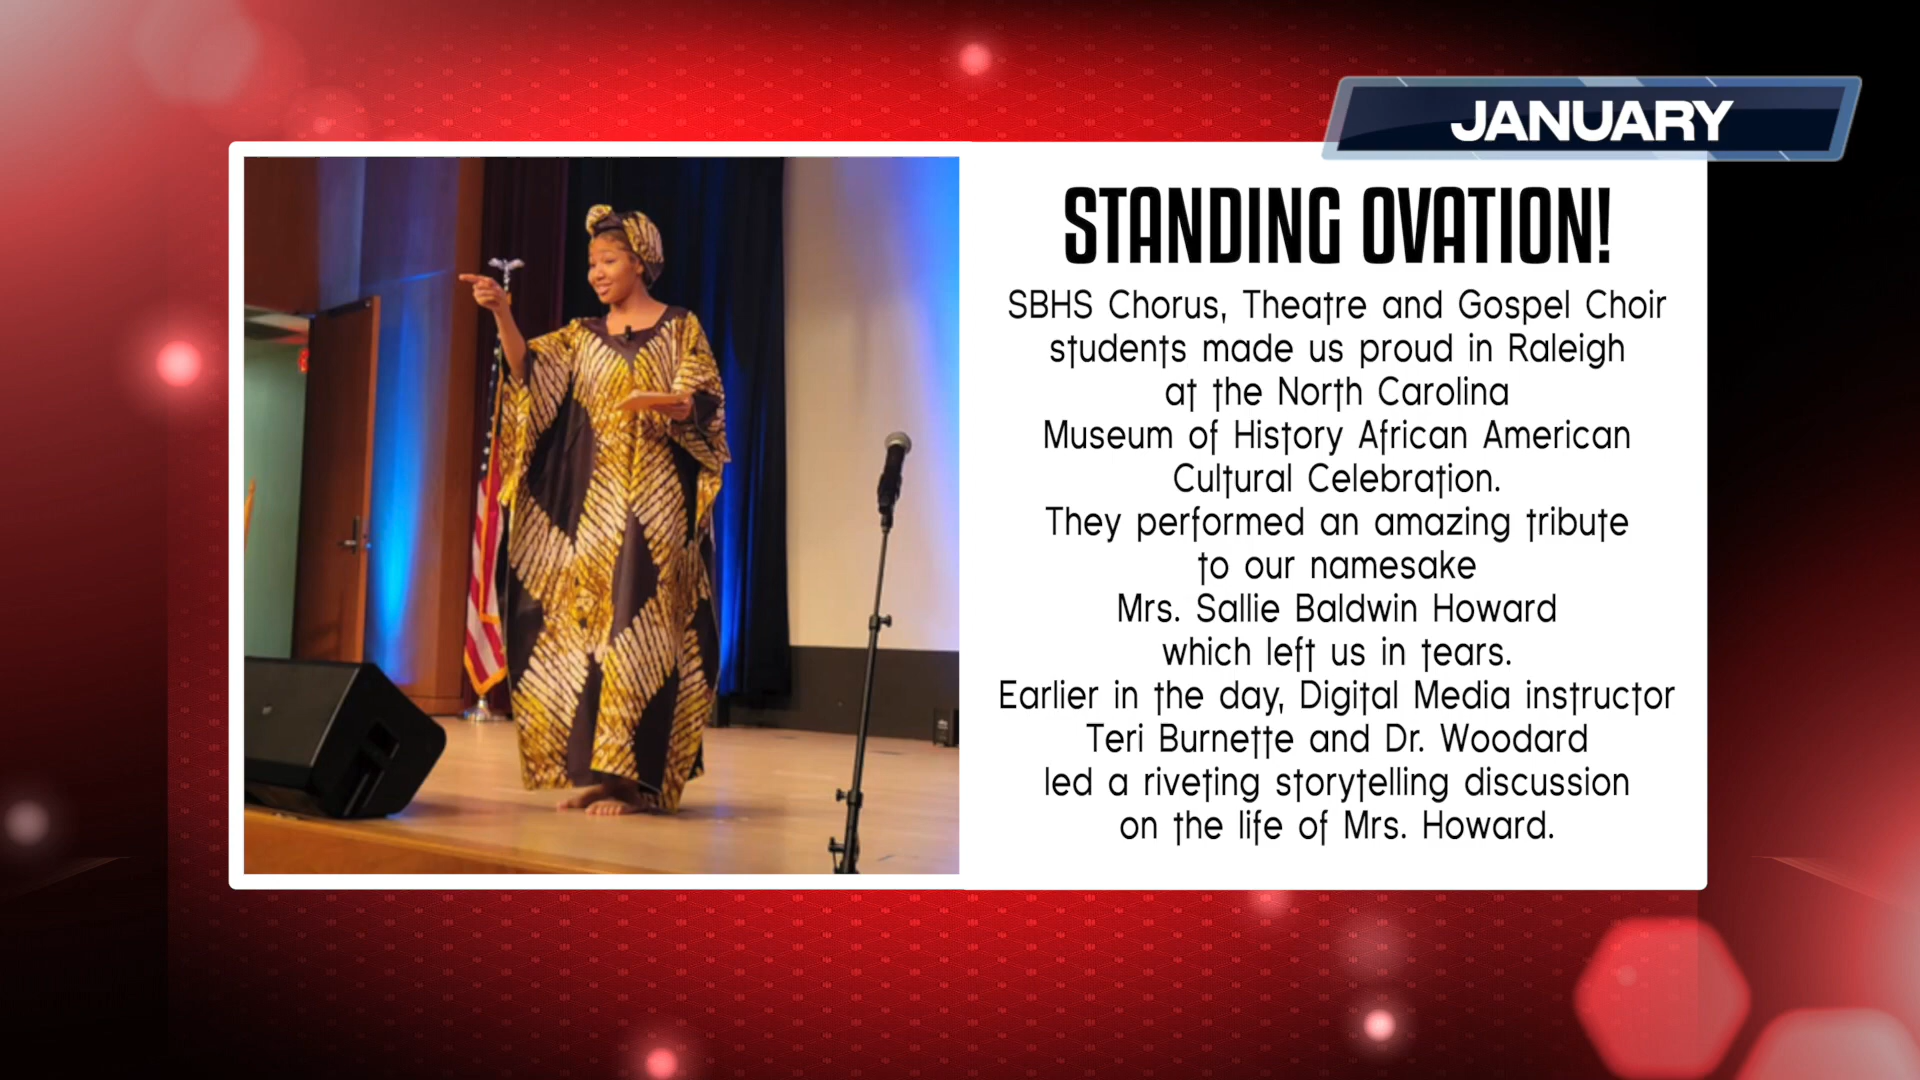 JANUARY
STANDING OVATION!
SBHS Chorus, Theatre and Gospel Choir
students made us proud in Raleigh
at the North Carolina
Museum of History African American
Cultural Celebration.
They performed an amazing tribute
to our namesake
Mrs. Sallie Baldwin Howard
which left us in tears.
Earlier in the day, Digital Media instructor
Teri Burnette and Dr. Woodard
led a riveting storytelling discussion
on the life of Mrs. Howard.